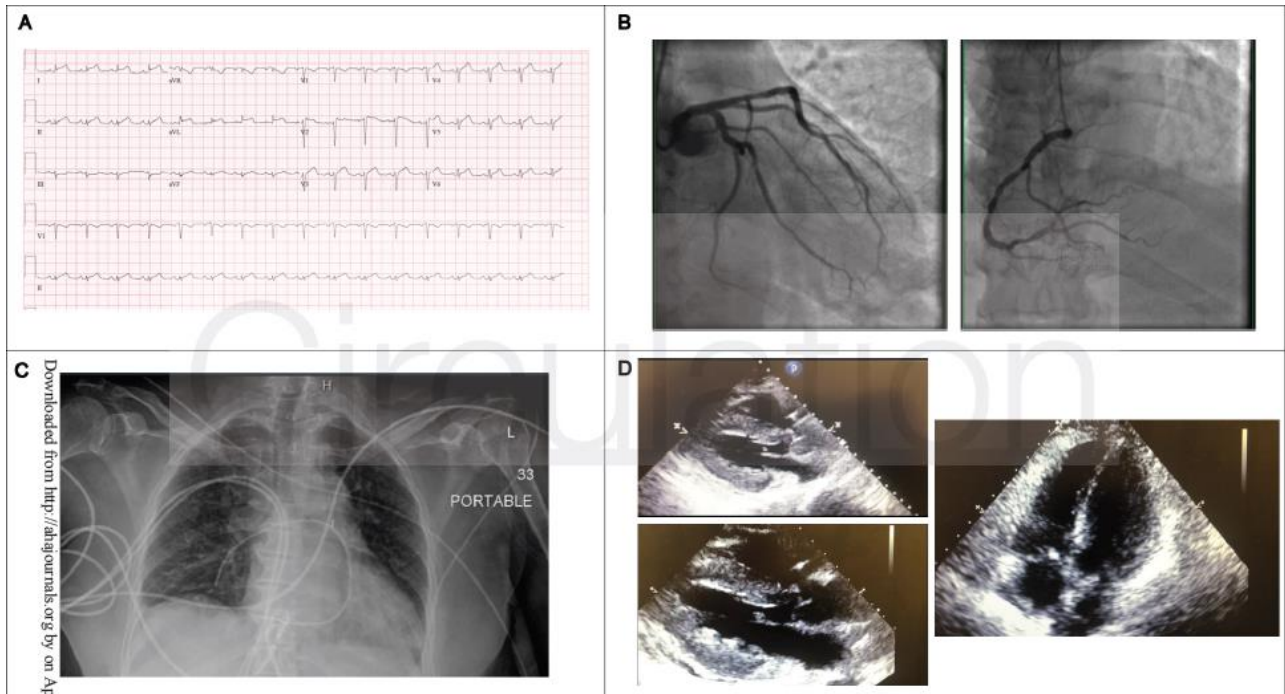 A
I
aVR
V1
V4
II
aVL
V2
V5
III
aVF
V3
V6
V1
II
B
C
Downloaded from http://ahajournals.org by on Ap
H
L
33
PORTABLE
D
P
Circulation